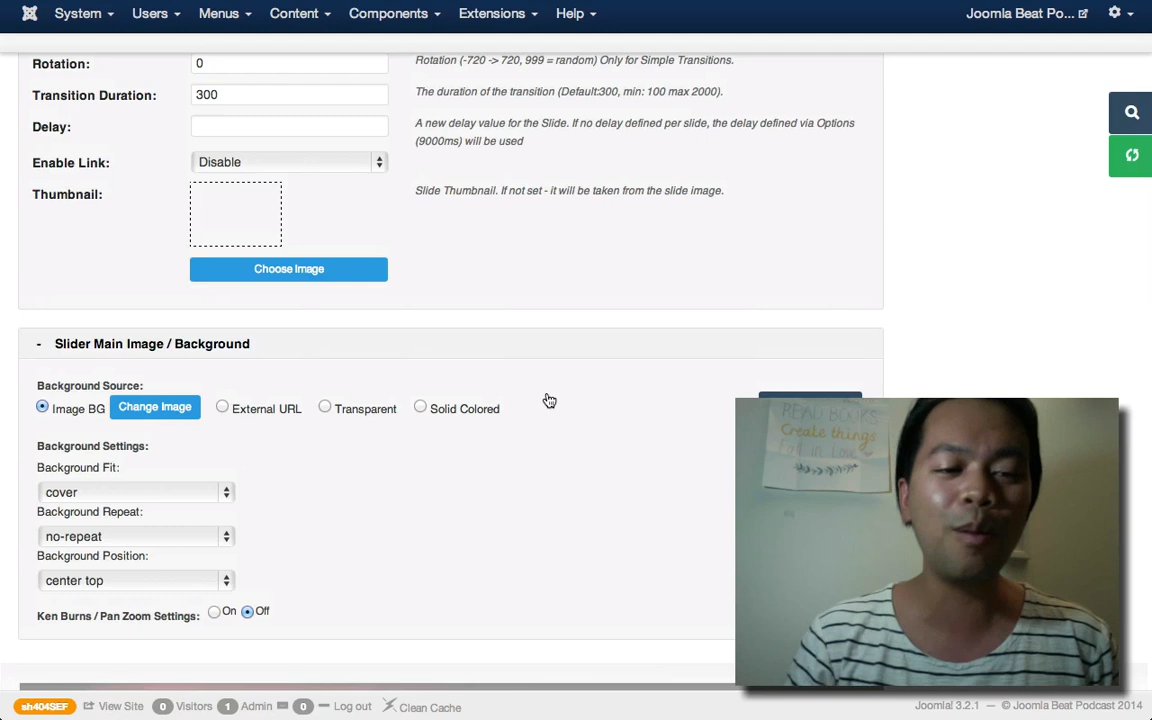 System Users Menus Content Components Extensions Help Joomla Beat Po...
Rotation: 0 Rotation (-720 -> 720, 999 = random) Only for Simple Transitions.
Transition Duration: 300 The duration of the transition (Default:300, min: 100 max 2000).
Delay: A new delay value for the Slide. If no delay defined per slide, the delay defined via Options
(9000ms) will be used
Enable Link: Disable
Thumbnail: Slide Thumbnail. If not set - it will be taken from the slide image.
Choose Image
- Slider Main Image / Background
Background Source:
Image BG Change Image External URL Transparent Solid Colored
READ BOOKS
Create things
Fall in Love
Background Settings:
Background Fit:
cover
Background Repeat:
no-repeat
Background Position:
center top
Ken Burns / Pan Zoom Settings: On Off
sh404SEF View Site 0 Visitors 1 Admin 0 Log out Clean Cache Joomla! 3.2.1 — © Joomla Beat Podcast 2014